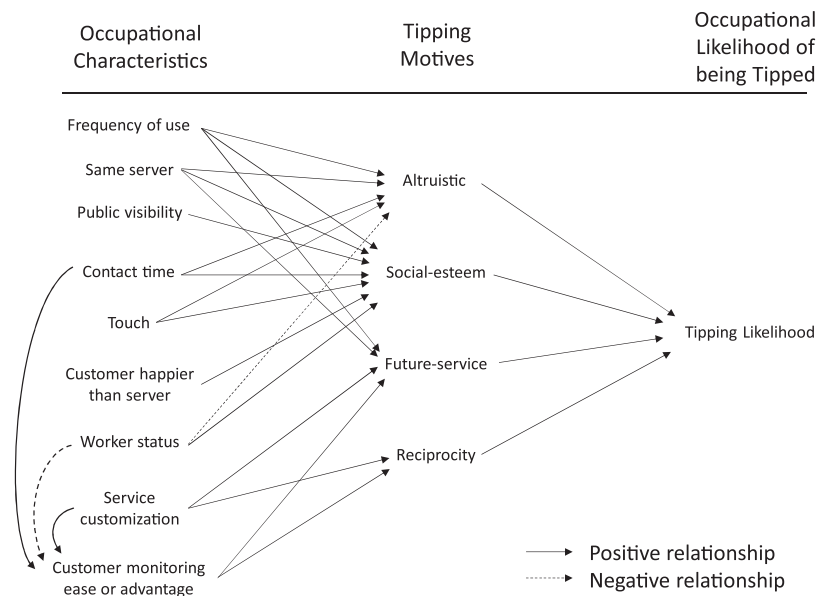 Occupational
Characteristics
Tipping
Motives
Occupational
Likelihood of
being Tipped
Frequency of use
Same server
Public visibility
Contact time
Touch
Customer happier
than server
Worker status
Service
customization
Customer monitoring
ease or advantage
Altruistic
Social-esteem
Future-service
Reciprocity
Tipping Likelihood
Positive relationship
Negative relationship